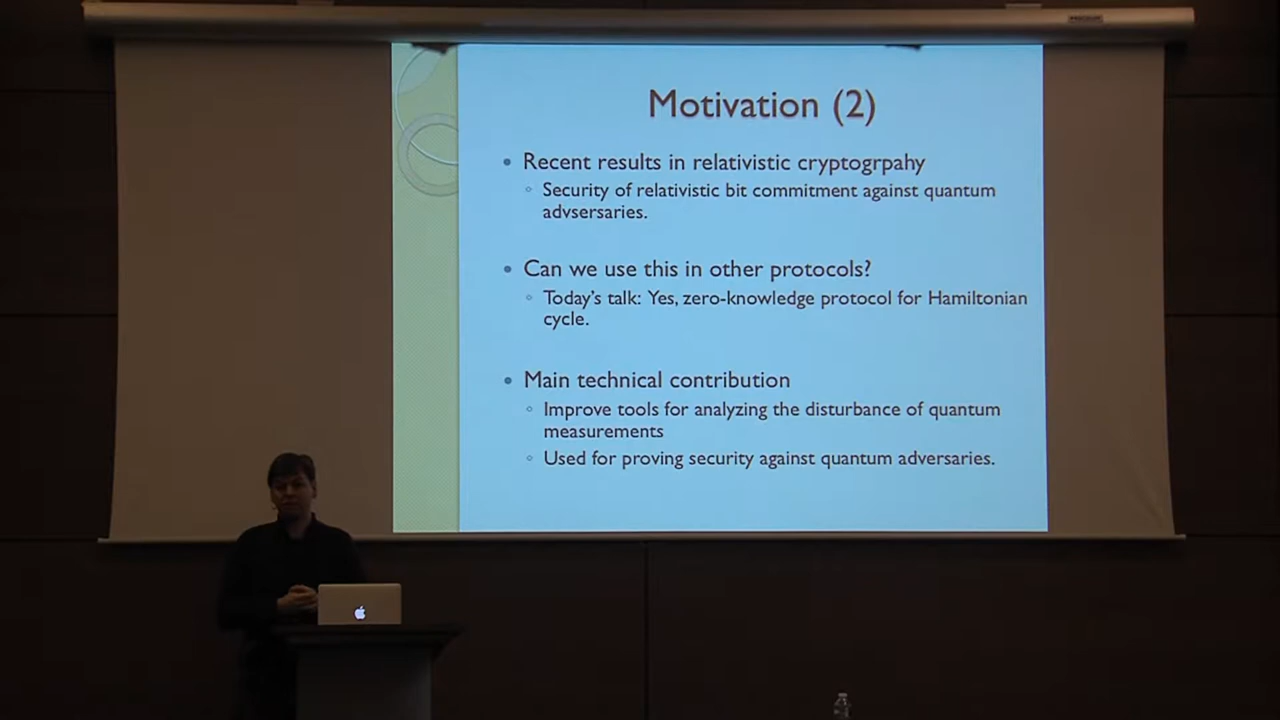 Motivation (2)
Recent results in relativistic cryptogrpahy
Security of relativistic bit commitment against quantum
advsersaries.
Can we use this in other protocols?
Today's talk: Yes, zero-knowledge protocol for Hamiltonian
cycle.
Main technical contribution
Improve tools for analyzing the disturbance of quantum
measurements
Used for proving security against quantum adversaries.